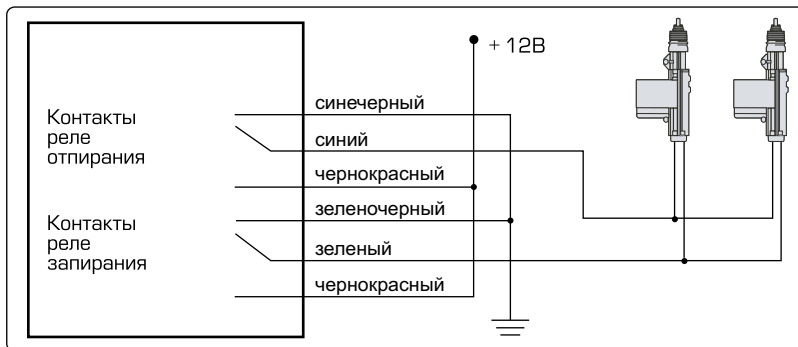 + 12В
синечерный
Контакты
реле
отпирания
синий
чернокрасный
зеленочерный
Контакты
реле
запирания
зеленый
чернокрасный